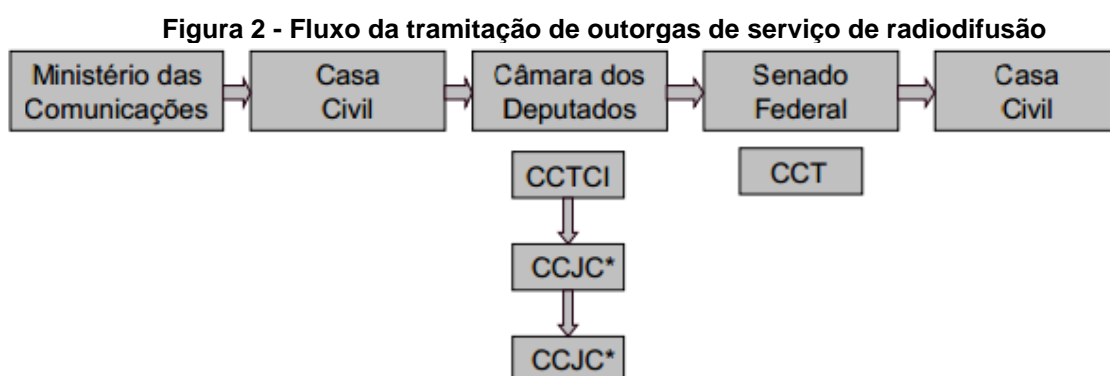 Figura 2 - Fluxo da tramitação de outorgas de serviço de radiodifusão
Ministério das
Comunicações
Casa
Civil
Câmara dos
Deputados
Senado
Federal
Casa
Civil
CCTCI
CCT
CCJC*
CCJC*